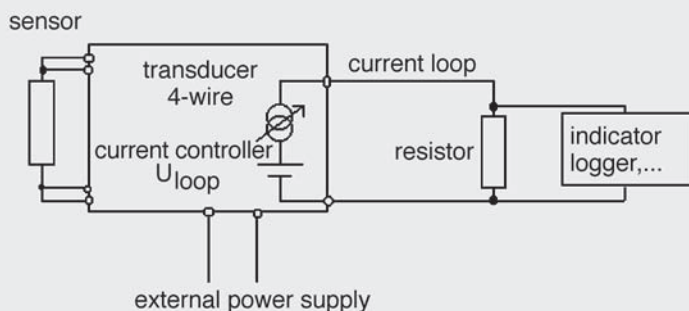 sensor
transducer
4-wire
current loop
current controller
Uloop
resistor
indicator
logger,...
external power supply